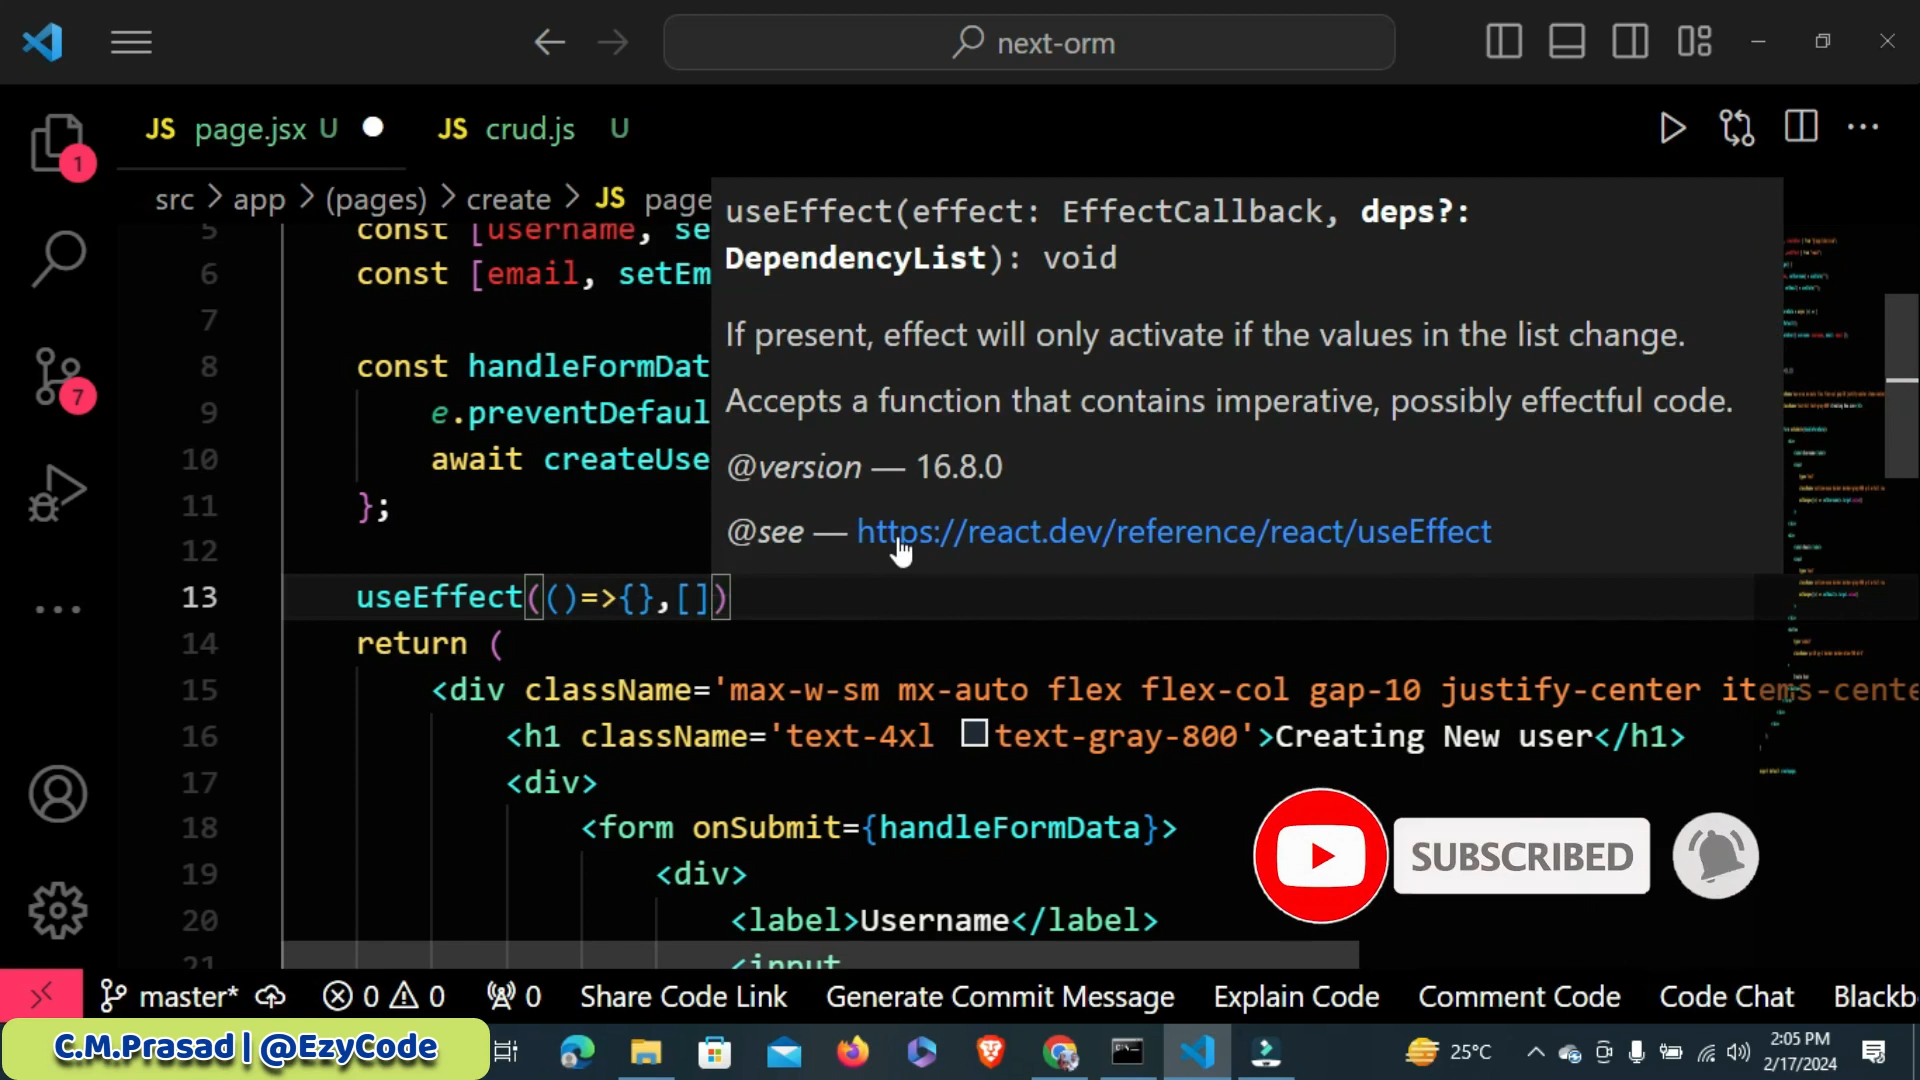 next-orm
JS page.jsx U
JS crud.js U
src > app > (pages) > create > JS page
useEffect(effect: EffectCallback, deps?:
DependencyList): void
If present, effect will only activate if the values in the list change.
Accepts a function that contains imperative, possibly effectful code.
@version — 16.8.0
@see — https://react.dev/reference/react/useEffect
5 const [username, se
6 const [email, setEm
7
8 const handleFormDat
9 e.preventDefaul
10 await createUse
11 };
12
13 useEffect(()=>{},[])
14 return (
15 <div className='max-w-sm mx-auto flex flex-col gap-10 justify-center items-cente
16 <h1 className='text-4xl text-gray-800'>Creating New user</h1>
17 <div>
18 <form onSubmit={handleFormData}>
19 <div>
20 <label>Username</label>
21 <input
1
7
SUBSCRIBED
master* 0 0 0 Share Code Link Generate Commit Message Explain Code Comment Code Code Chat Blackb
C.M.Prasad | @EzyCode
25°C
2:05 PM
2/17/2024